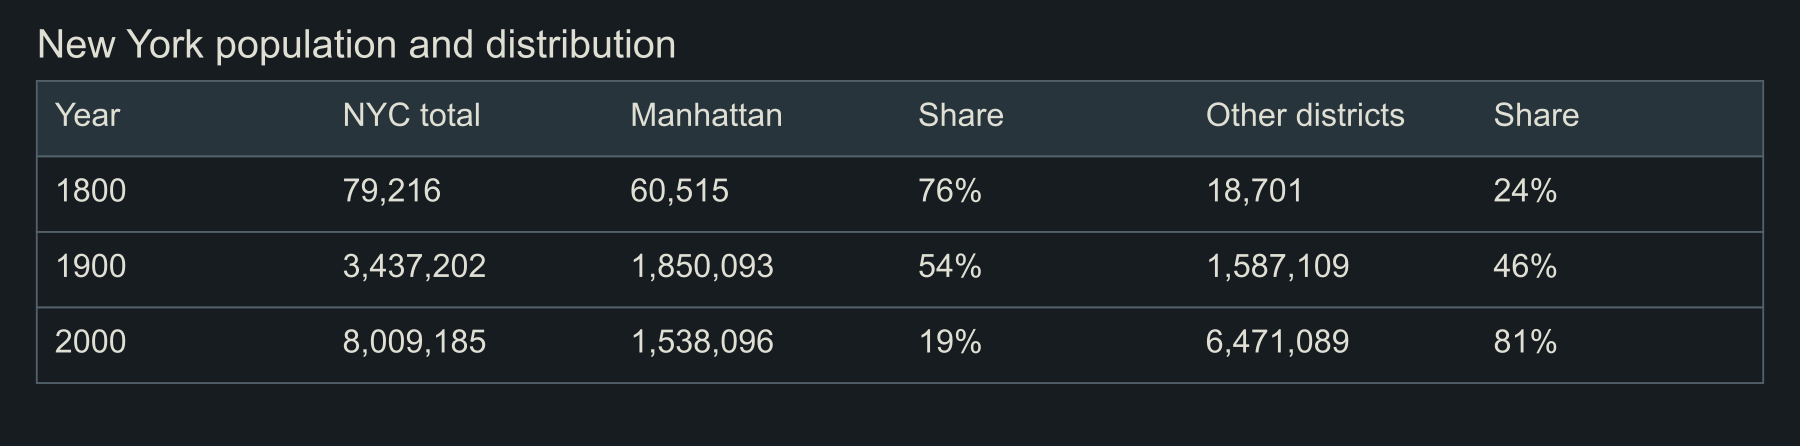 New York population and distribution
Year NYC total Manhattan Share Other districts Share
1800 79,216 60,515 76% 18,701 24%
1900 3,437,202 1,850,093 54% 1,587,109 46%
2000 8,009,185 1,538,096 19% 6,471,089 81%